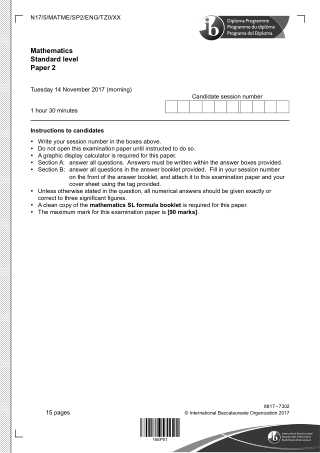 N17/5/MATME/SP2/ENG/TZ0/XX
Diploma Programme
Programme du diplôme
Programa del Diploma
Mathematics
Standard level
Paper 2
Tuesday 14 November 2017 (morning)
Candidate session number
1 hour 30 minutes
Instructions to candidates
• Write your session number in the boxes above.
• Do not open this examination paper until instructed to do so.
• A graphic display calculator is required for this paper.
• Section A: answer all questions. Answers must be written within the answer boxes provided.
• Section B: answer all questions in the answer booklet provided. Fill in your session number
on the front of the answer booklet, and attach it to this examination paper and your
cover sheet using the tag provided.
• Unless otherwise stated in the question, all numerical answers should be given exactly or
correct to three significant figures.
• A clean copy of the mathematics SL formula booklet is required for this paper.
• The maximum mark for this examination paper is [90 marks].
8817–7302
15 pages
© International Baccalaureate Organization 2017
16EP01
International Baccalaureate
Baccalauréat International
Bachillerato Internacional